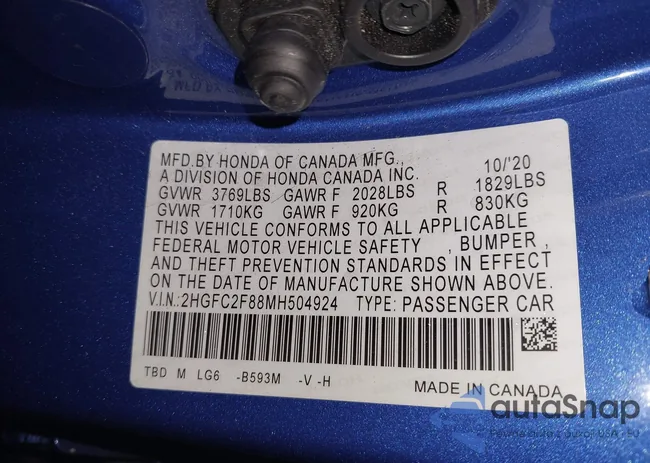 MFD.BY HONDA OF CANADA MFG., 10/'20
A DIVISION OF HONDA CANADA INC.
GVWR 3769LBS GAWR F 2028LBS R 1829LBS
GVWR 1710KG GAWR F 920KG R 830KG
THIS VEHICLE CONFORMS TO ALL APPLICABLE
FEDERAL MOTOR VEHICLE SAFETY , BUMPER ,
AND THEFT PREVENTION STANDARDS IN EFFECT
ON THE DATE OF MANUFACTURE SHOWN ABOVE.
V.I.N.:2HGFC2F88MH504924 TYPE: PASSENGER CAR
TBD M LG6 -B593M -V -H MADE IN CANADA
autoSnap